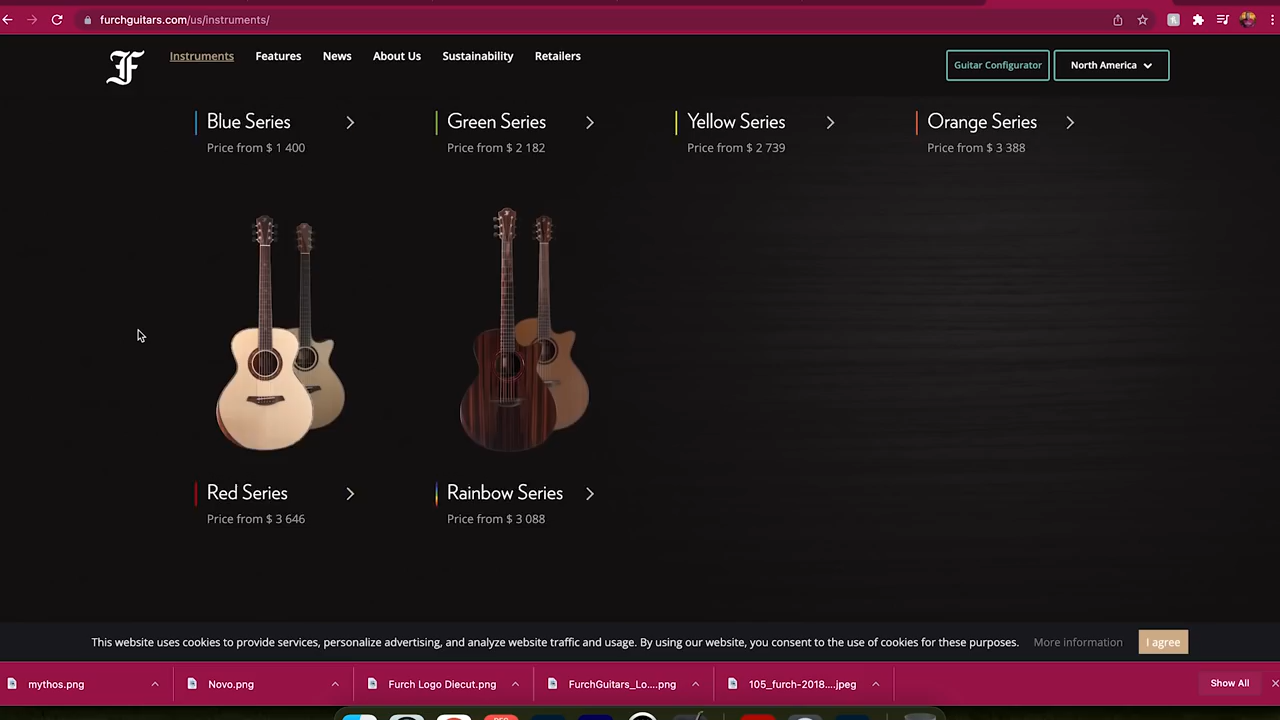 furchguitars.com/us/instruments/
Instruments Features News About Us Sustainability Retailers
Guitar Configurator North America
Blue Series Green Series Yellow Series Orange Series
Price from $ 1 400 Price from $ 2 182 Price from $ 2 739 Price from $ 3 388
Red Series Rainbow Series
Price from $ 3 646 Price from $ 3 088
This website uses cookies to provide services, personalize advertising, and analyze website traffic and usage. By using our website, you consent to the use of cookies for these purposes. More information I agree
mythos.png Novo.png Furch Logo Diecut.png FurchGuitars_Lo....png 105_furch-2018....jpeg Show All